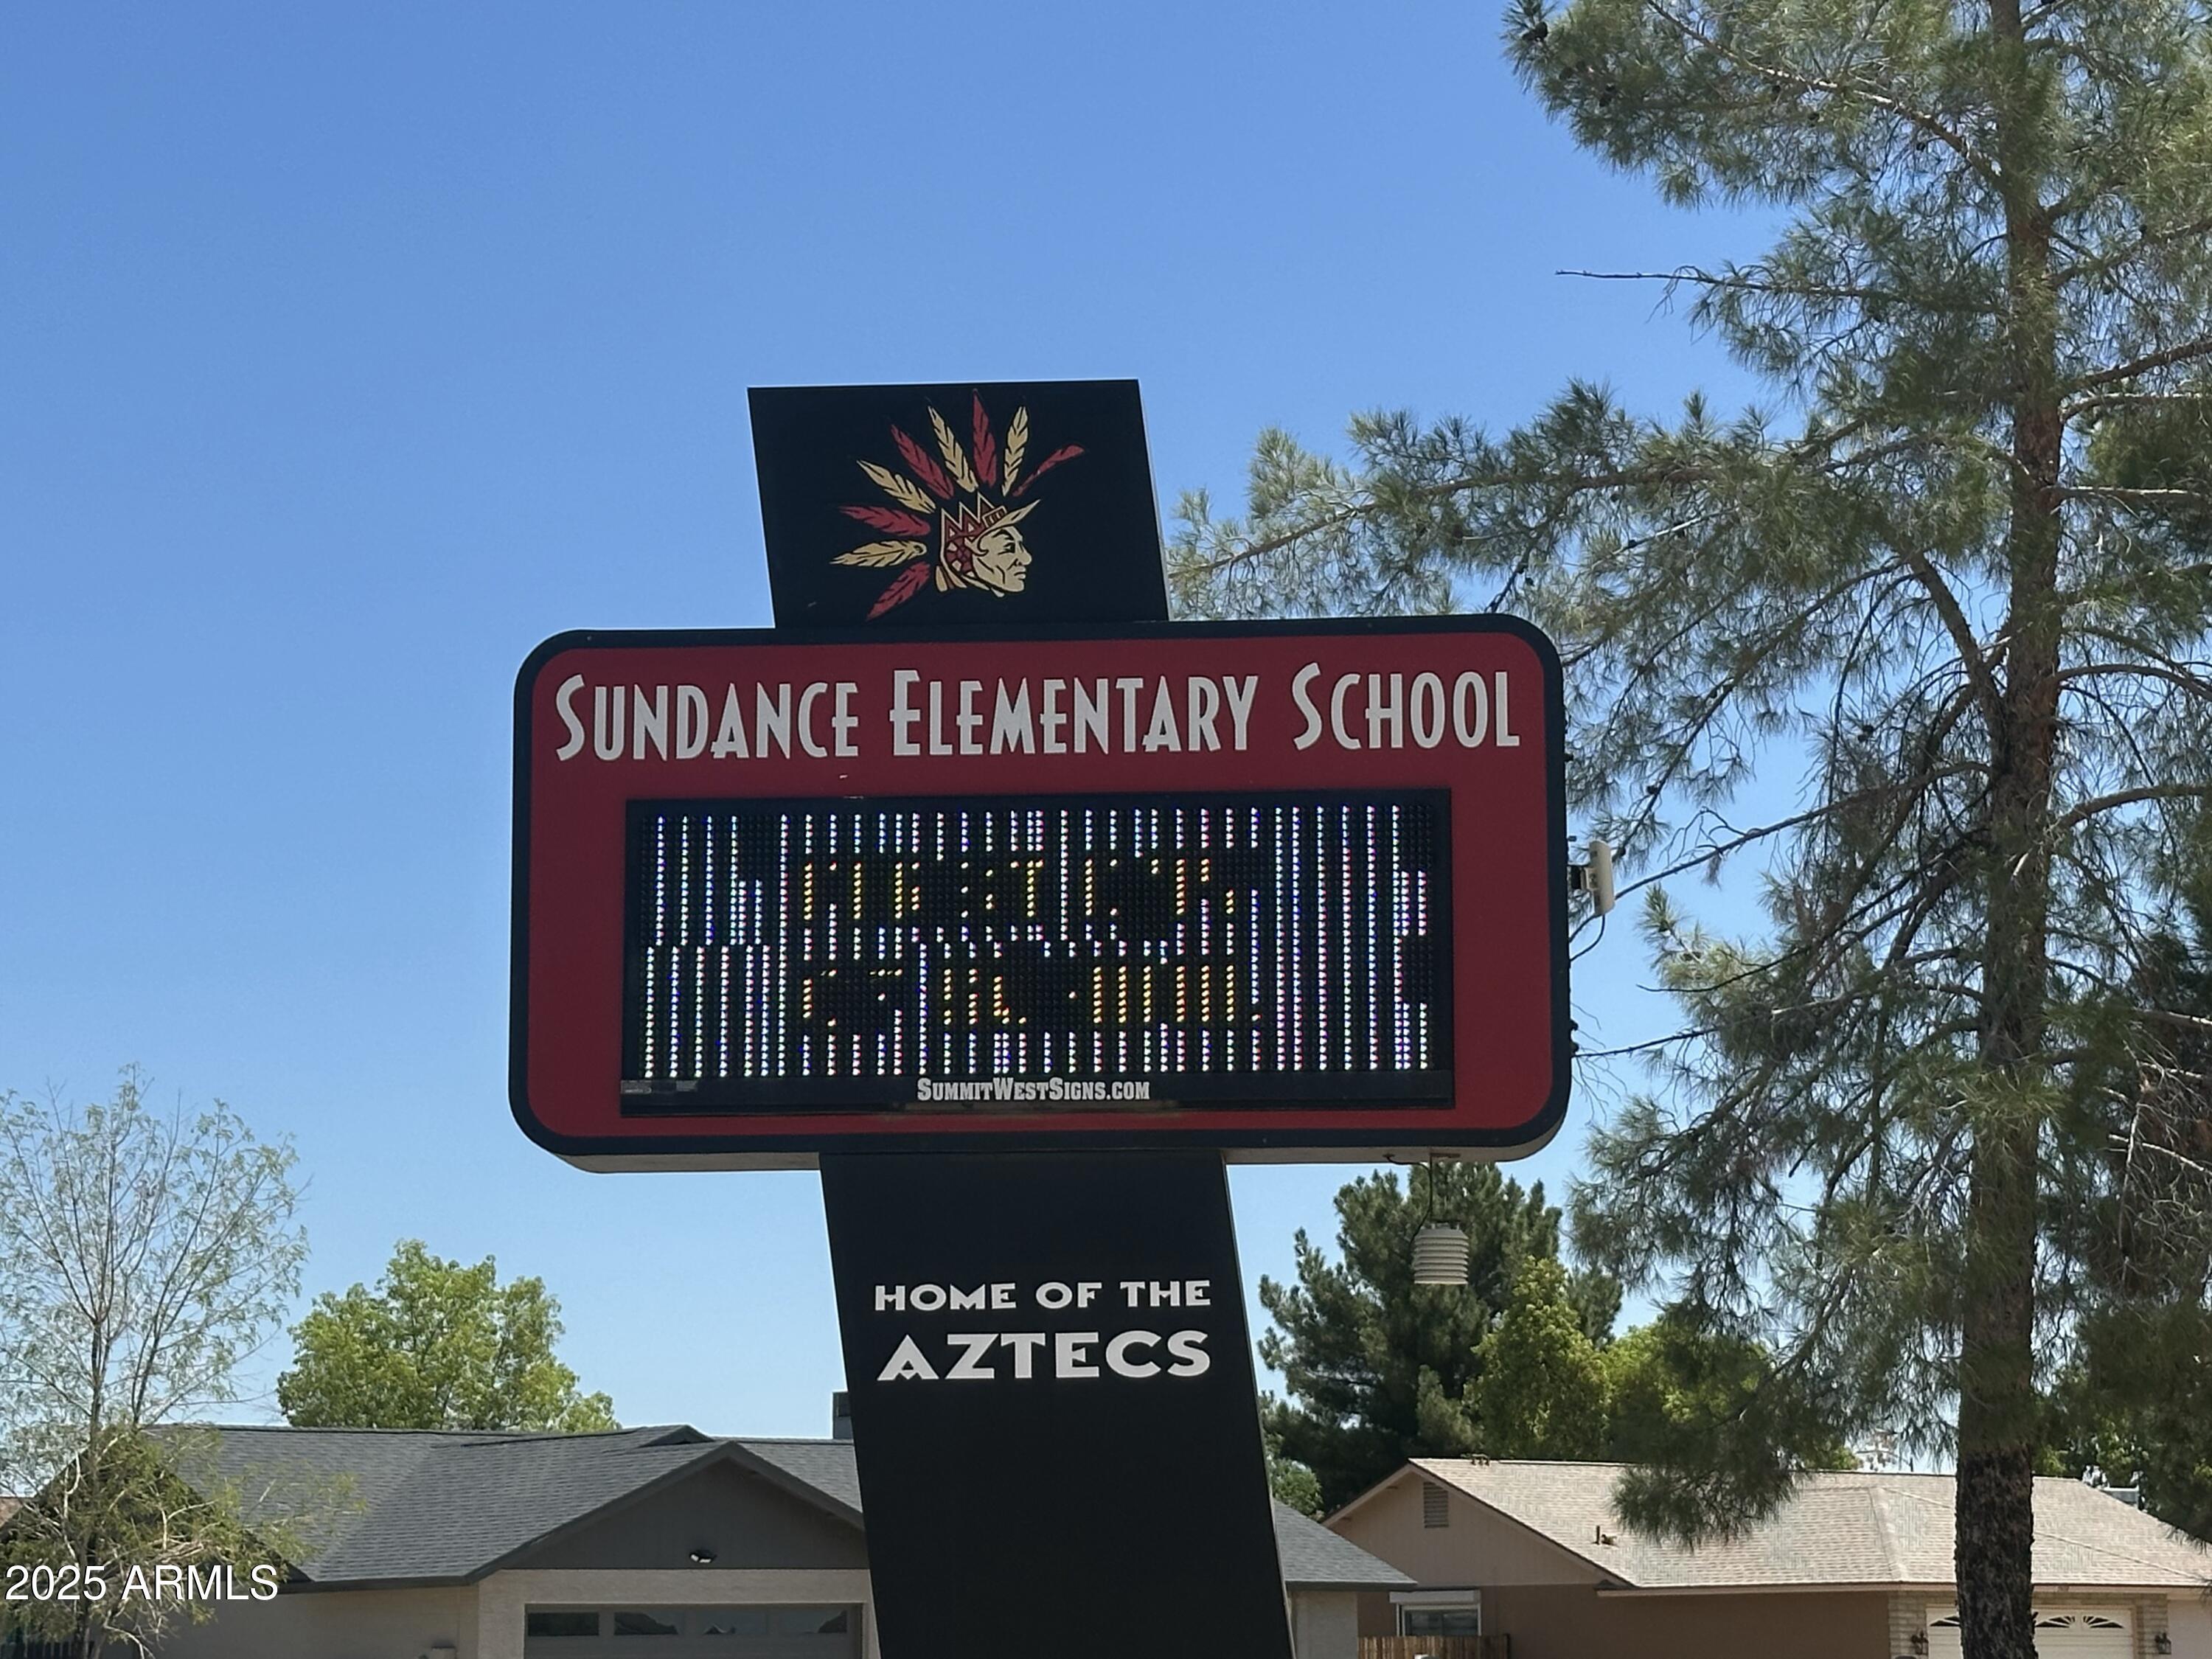 SUNDANCE ELEMENTARY SCHOOL
SUMMITWESTSIGNS.COM
HOME OF THE
AZTECS
2025 ARMLS